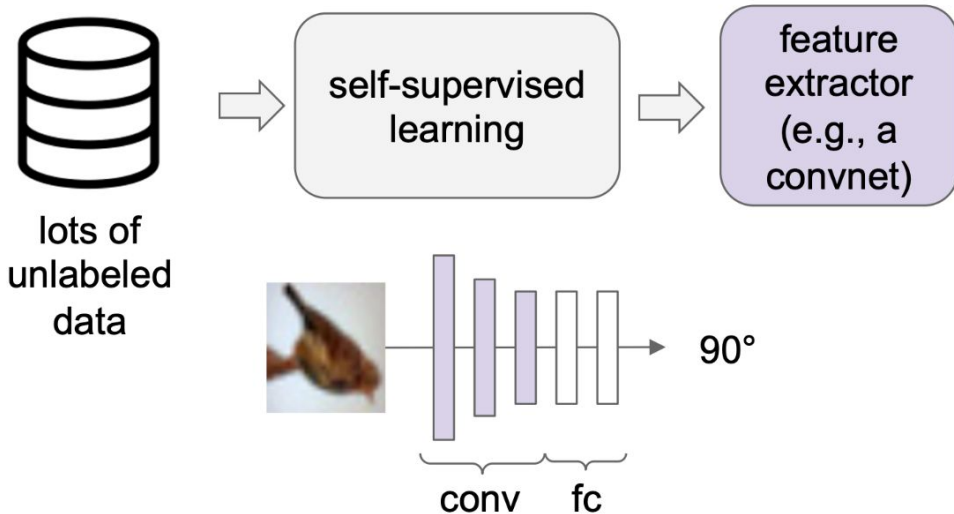 self-supervised
learning
feature
extractor
(e.g., a
convnet)
lots of
unlabeled
data
90°
conv
fc